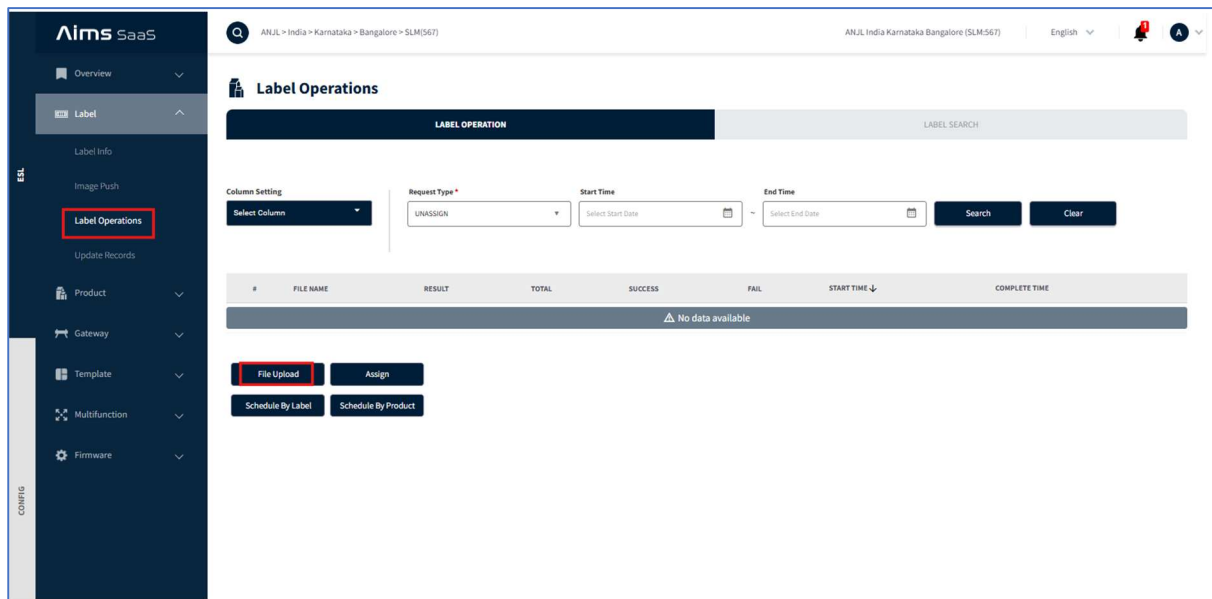 Aims SaaS
ANJL > India > Karnataka > Bangalore > SLM(567)
ANJL India Karnataka Bangalore (SLM:567)
English
1
A
ESL
CONFIG
Overview
Label
Label Info
Image Push
Label Operations
Update Records
Product
Gateway
Template
Multifunction
Firmware
Label Operations
LABEL OPERATION LABEL SEARCH
Column Setting Request Type * Start Time End Time
Select Column UNASSIGN Select Start Date ~ Select End Date Search Clear
# FILE NAME RESULT TOTAL SUCCESS FAIL START TIME COMPLETE TIME
No data available
File Upload Assign
Schedule By Label Schedule By Product